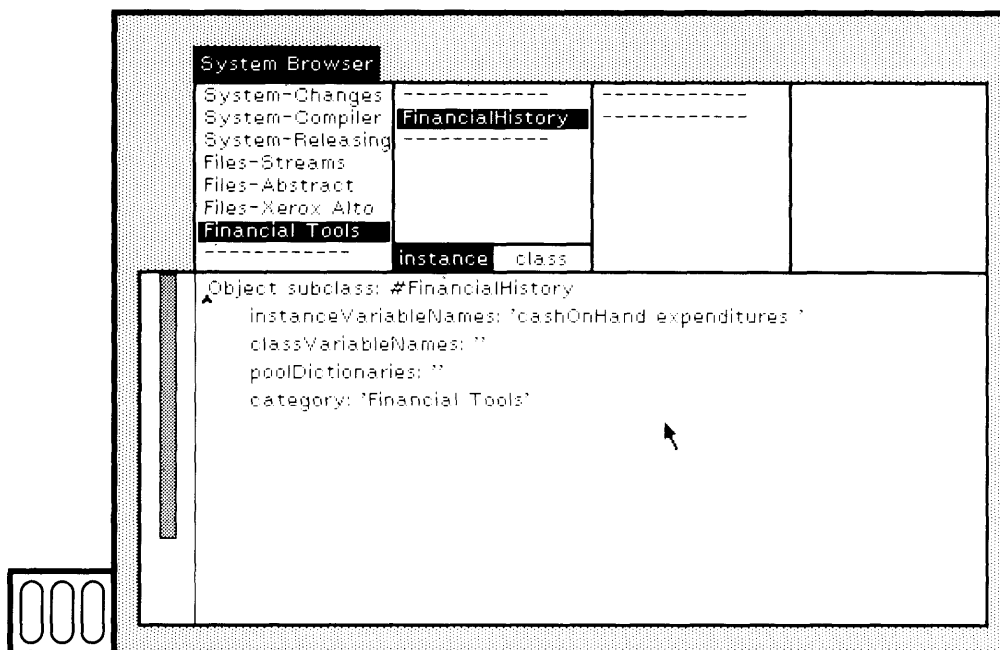 System Browser
System-Changes
System-Compiler
System-Releasing
Files-Streams
Files-Abstract
Files-Xerox Alto
Financial Tools
--------------
--------------
FinancialHistory
--------------
instance class
--------------
--------------
Object subclass: #FinancialHistory
instanceVariableNames: 'cashOnHand expenditures '
classVariableNames: ''
poolDictionaries: ''
category: 'Financial Tools'